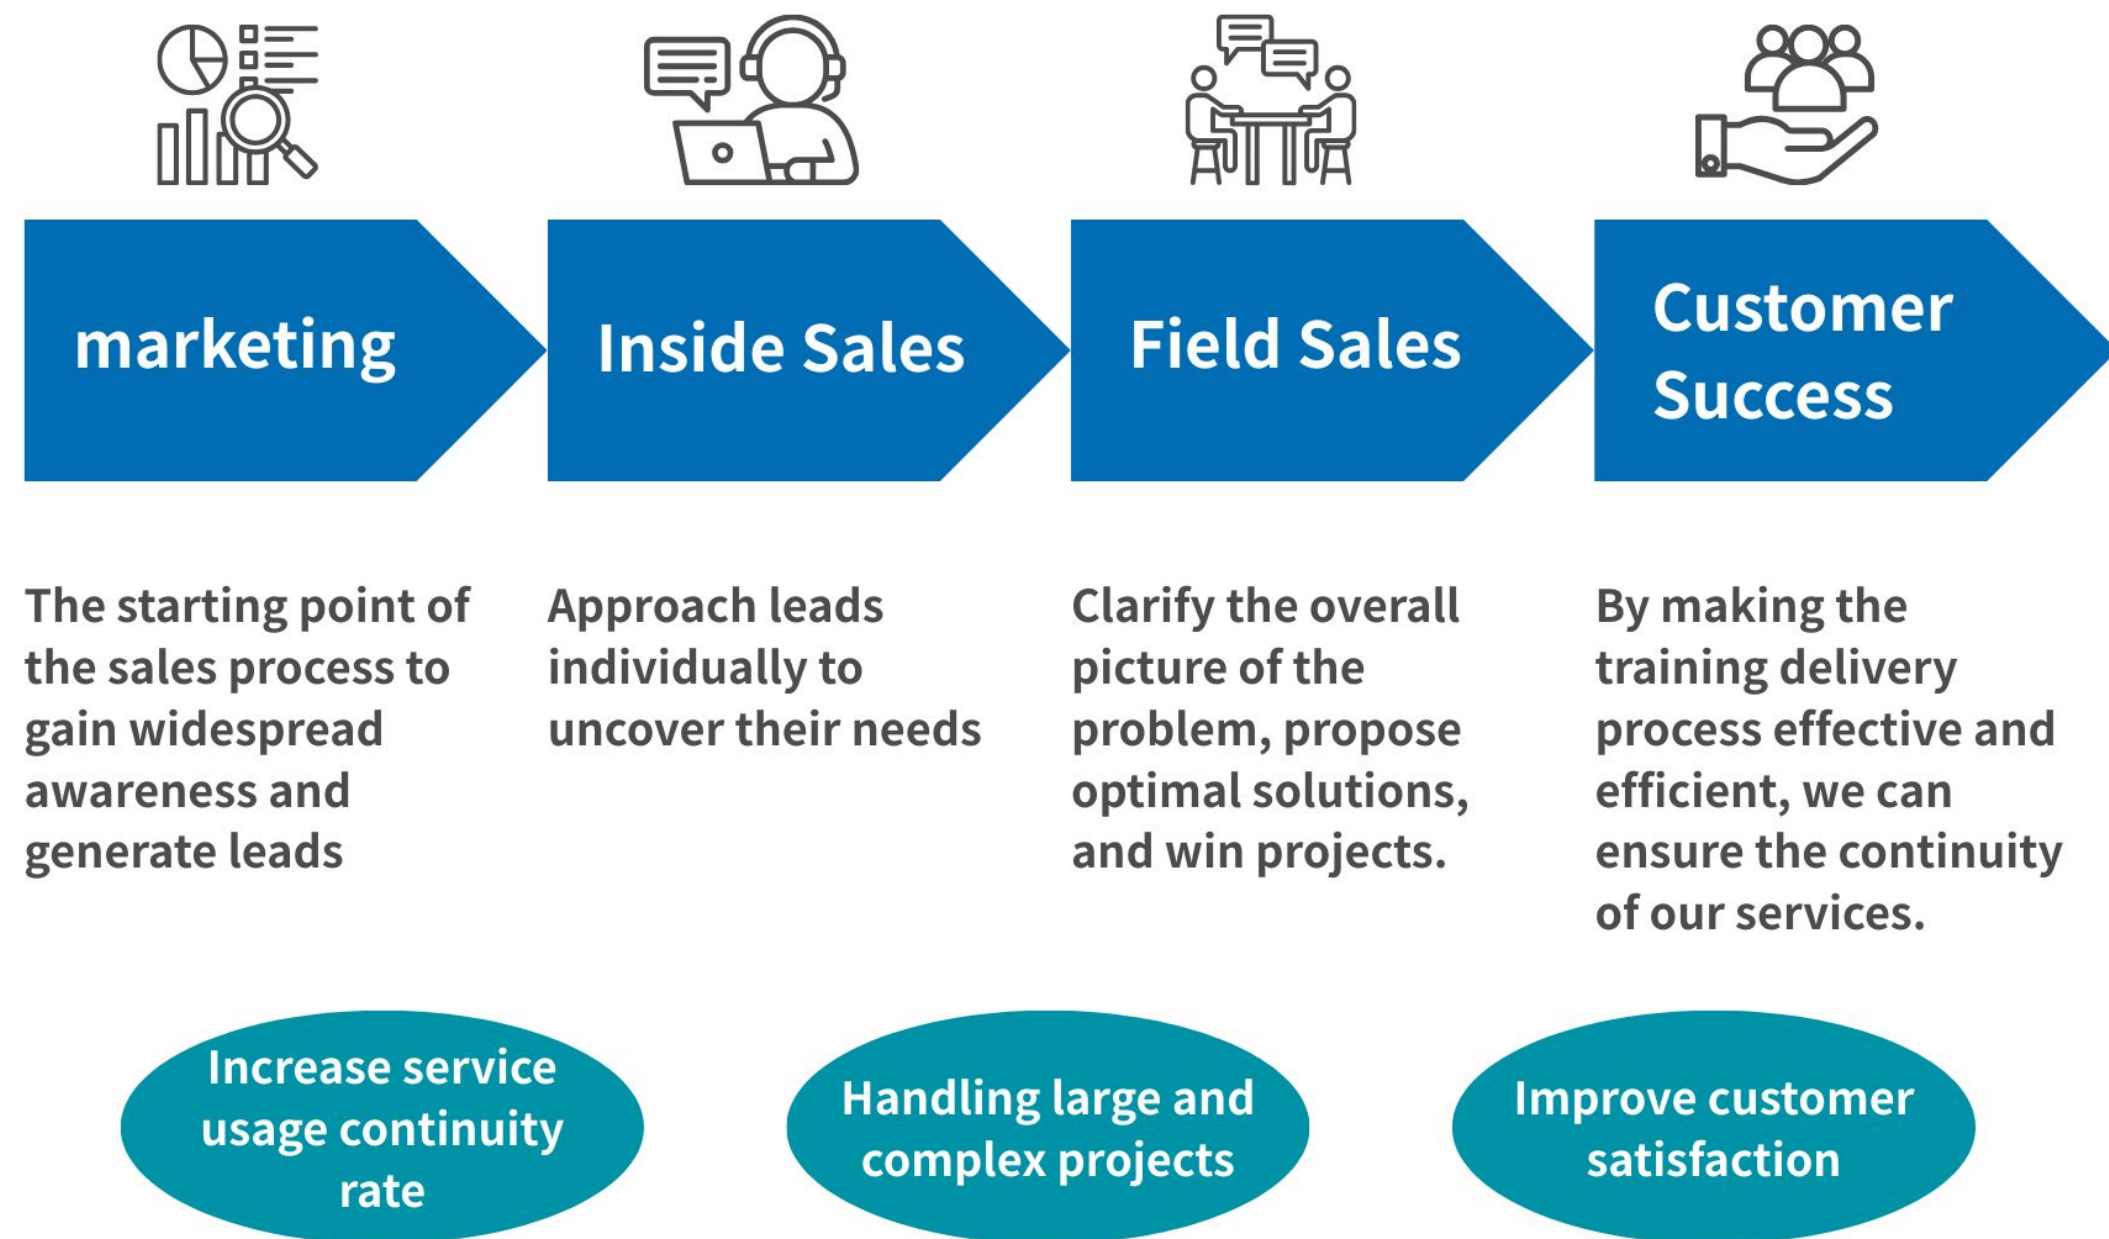 marketing
Inside Sales
Field Sales
Customer
Success
The starting point of
the sales process to
gain widespread
awareness and
generate leads
Approach leads
individually to
uncover their needs
Clarify the overall
picture of the
problem, propose
optimal solutions,
and win projects.
By making the
training delivery
process effective and
efficient, we can
ensure the continuity
of our services.
Increase service
usage continuity
rate
Handling large and
complex projects
Improve customer
satisfaction